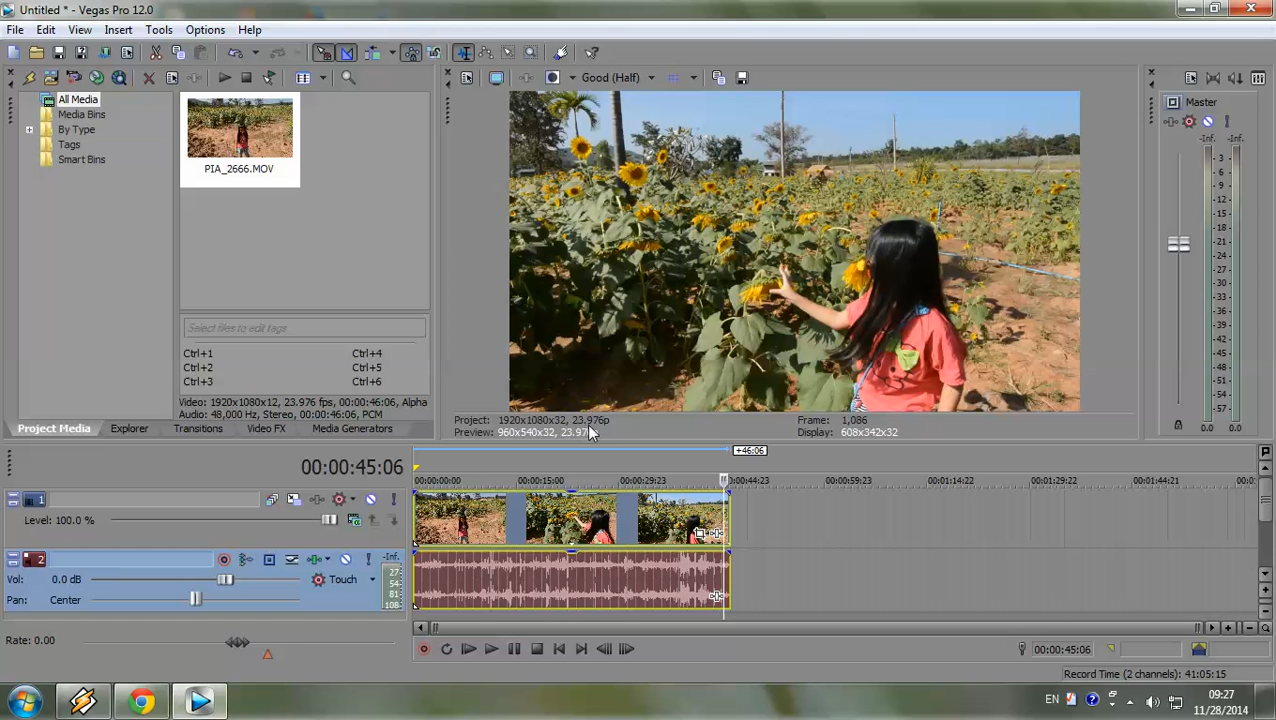 Untitled * - Vegas Pro 12.0
File Edit View Insert Tools Options Help
Good (Half)
Master
All Media
Media Bins
By Type
Tags
Smart Bins
PIA_2666.MOV
Select files to edit tags
Ctrl+1 Ctrl+4
Ctrl+2 Ctrl+5
Ctrl+3 Ctrl+6
Video: 1920x1080x12, 23.976 fps, 00:00:46:06, Alpha
Audio: 48,000 Hz, Stereo, 00:00:46:06, PCM
Project Media Explorer Transitions Video FX Media Generators
Project: 1920x1080x32, 23.976p
Preview: 960x540x32, 23.97
Frame: 1,086
Display: 608x342x32
-Inf. -Inf.
3
6
9
12
15
18
21
24
27
30
33
36
39
42
45
48
51
54
57
0.0 0.0
00:00:45:06
+46:06
00:00:00:00 00:00:15:00 00:00:29:23 0:00:44:23 00:00:59:23 00:01:14:22 00:01:29:22 00:01:44:21 00:0
1
Level: 100.0 %
2
-Inf.
Vol: 0.0 dB Touch
Pan: Center
27
54
81
108
Rate: 0.00
00:00:45:06
Record Time (2 channels): 41:05:15
EN
09:27
11/28/2014